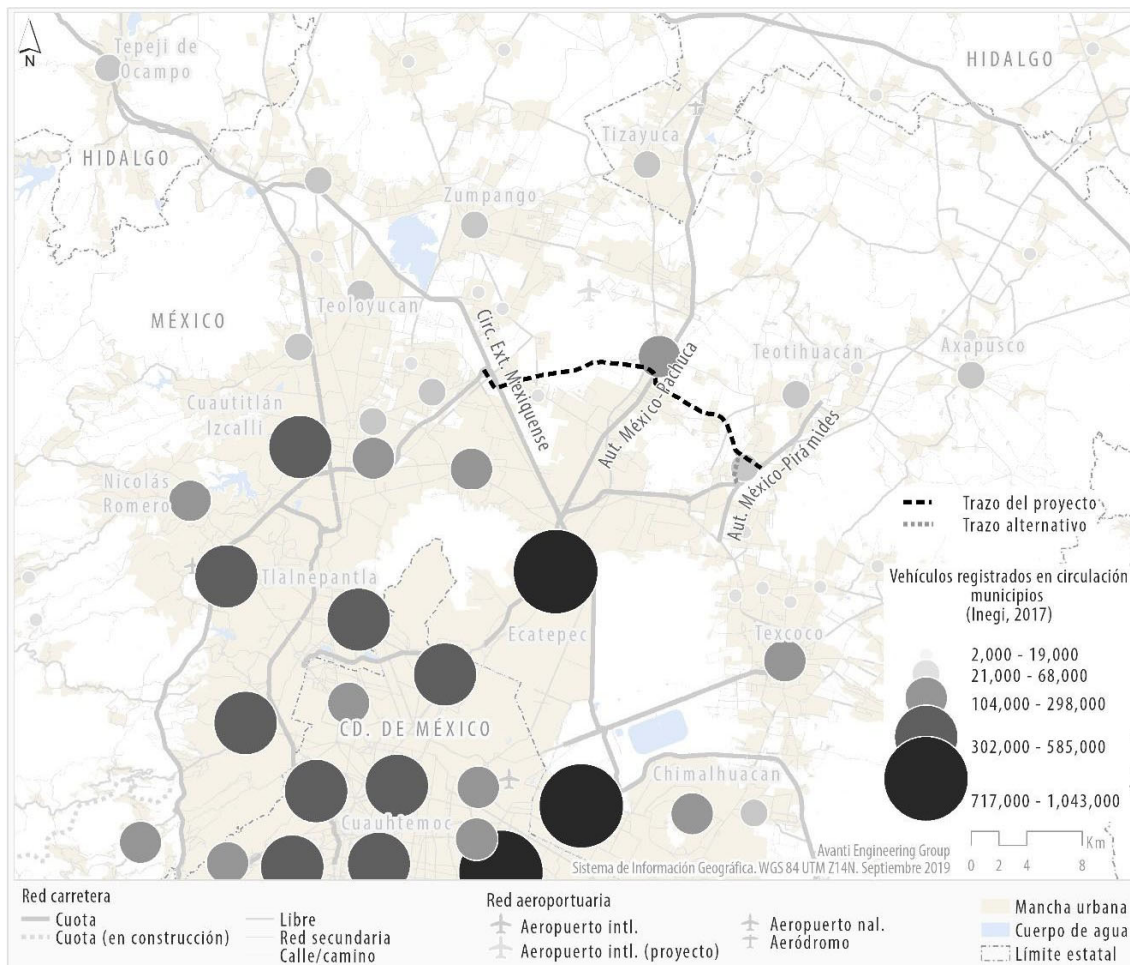 N
Tepeji de
Ocampo
HIDALGO
HIDALGO
Tizayuca
Zumpango
Teoloyucan
MÉXICO
Circ. Ext. Mexiquense
Aut. México-Pachuca
Teotihuacán
Axapusco
Cuautitlán
Izcalli
Aut. México-Pirámides
Nicolás
Romero
Trazo del proyecto
Trazo alternativo
Tlalnepantla
Vehículos registrados en circulación
municipios
(Inegi, 2017)
Ecatepec
Texcoco
2,000 - 19,000
21,000 - 68,000
104,000 - 298,000
302,000 - 585,000
717,000 - 1,043,000
CD. DE MÉXICO
Chimalhuacan
Cuauhtemoc
0 2 4 8 Km
Avanti Engineering Group
Sistema de Información Geográfica. WGS 84 UTM Z14N. Septiembre 2019
Red carretera
Cuota
Cuota (en construcción)
Libre
Red secundaria
Calle/camino
Red aeroportuaria
Aeropuerto intl.
Aeropuerto intl. (proyecto)
Aeropuerto nal.
Aeródromo
Mancha urbana
Cuerpo de agua
Límite estatal